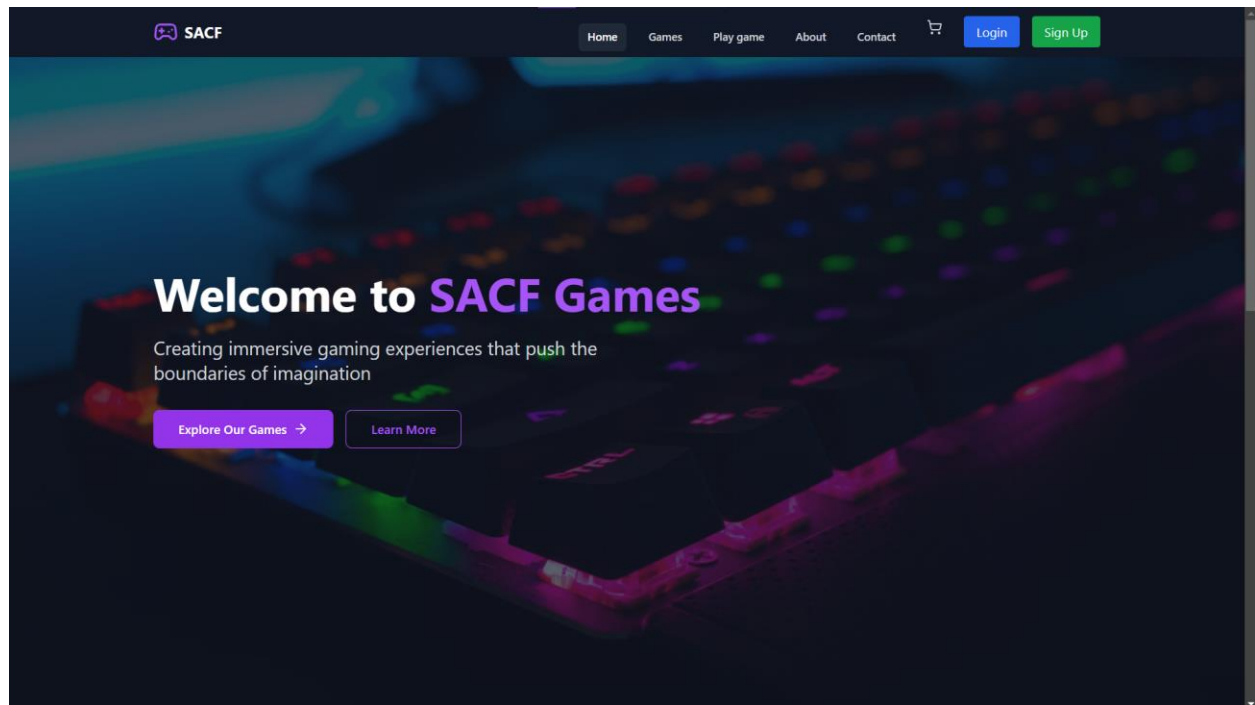 SACF
Home Games Play game About Contact Login Sign Up
Welcome to SACF Games
Creating immersive gaming experiences that push the
boundaries of imagination
Explore Our Games → Learn More
CTRL